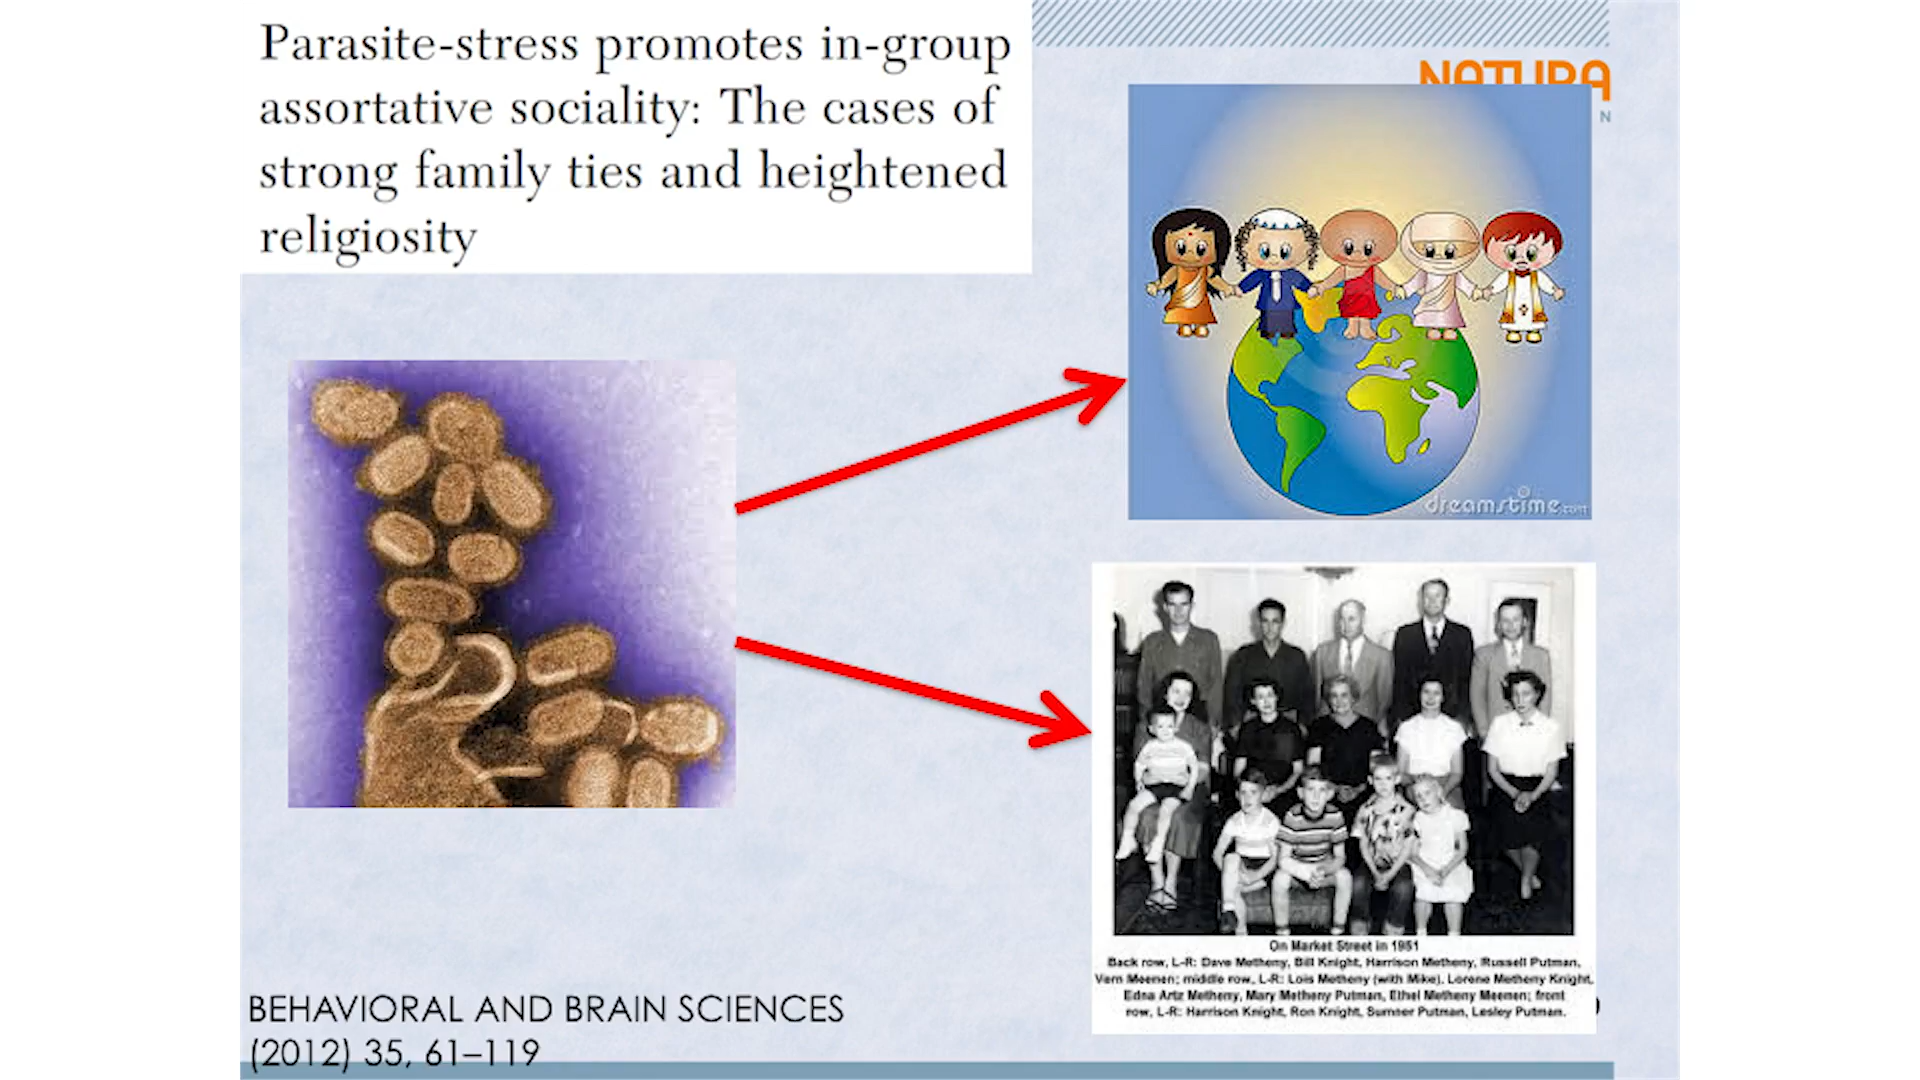 Parasite-stress promotes in-group
assortative sociality: The cases of
strong family ties and heightened
religiosity
NATURA
N
dreamstime.com
On Market Street in 1951
Back row, L-R: Dave Metheny, Bill Knight, Harrison Metheny, Russell Putman,
Vern Meenen; middle row, L-R: Lois Metheny (with Mike), Lorene Metheny Knight,
Edna Artz Metheny, Mary Metheny Putman, Ethel Metheny Meenen; front
row, L-R: Harrison Knight, Ron Knight, Sumner Putman, Lesley Putman.
BEHAVIORAL AND BRAIN SCIENCES
(2012) 35, 61–119